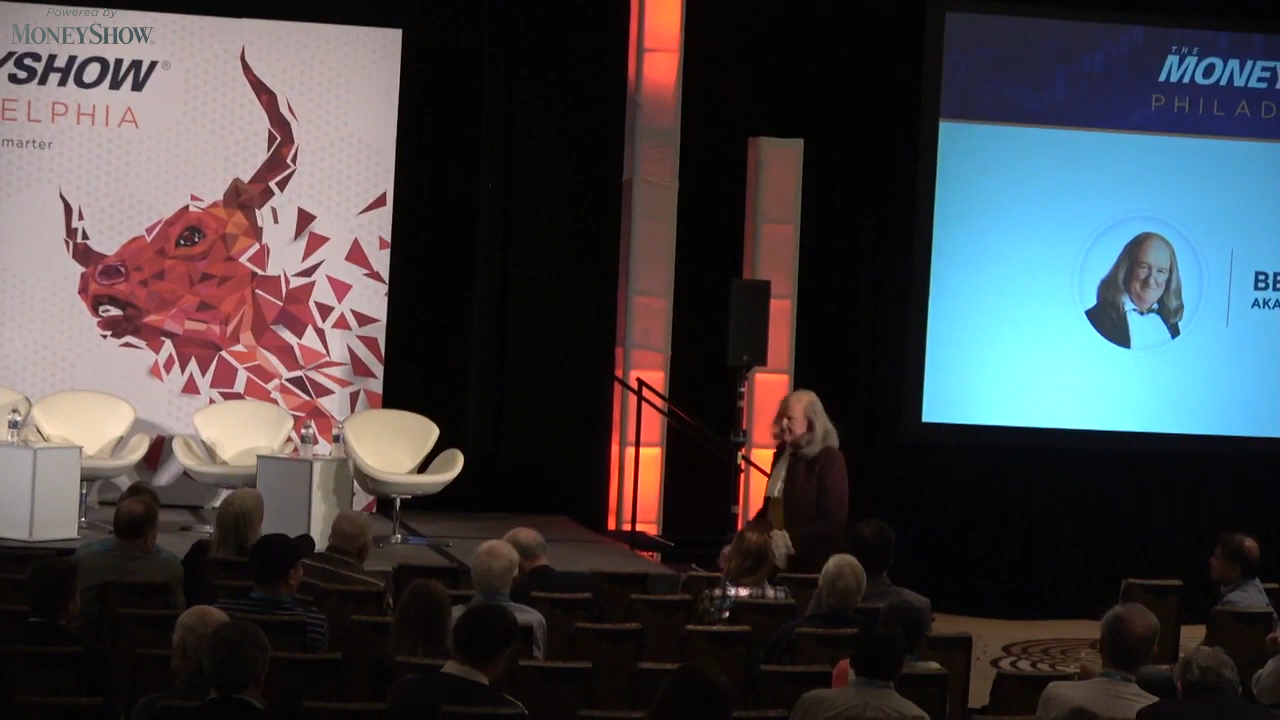 Powered by
MONEYSHOW
YSHOW®
ELPHIA
marter
THE
MONEY
PHILAD
BE
AKA